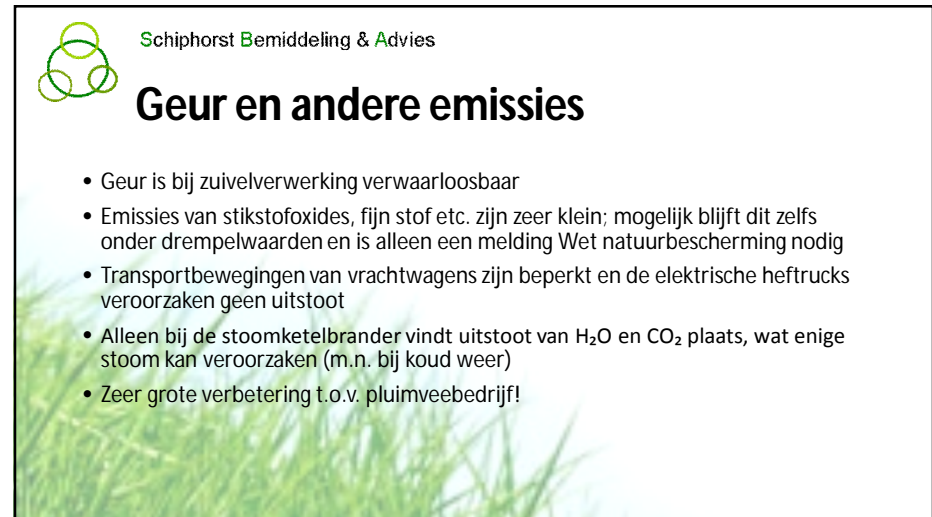 Schiphorst Bemiddeling & Advies
Geur en andere emissies
• Geur is bij zuivelverwerking verwaarloosbaar
• Emissies van stikstofoxides, fijn stof etc. zijn zeer klein; mogelijk blijft dit zelfs
onder drempelwaarden en is alleen een melding Wet natuurbescherming nodig
• Transportbewegingen van vrachtwagens zijn beperkt en de elektrische heftrucks
veroorzaken geen uitstoot
• Alleen bij de stoomketelbrander vindt uitstoot van H₂O en CO₂ plaats, wat enige
stoom kan veroorzaken (m.n. bij koud weer)
• Zeer grote verbetering t.o.v. pluimveebedrijf!